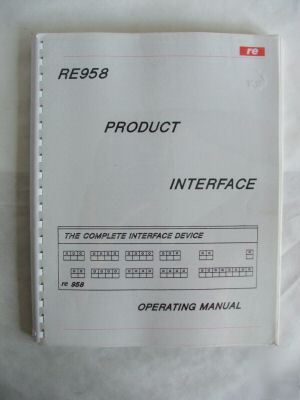 re
RE958
PRODUCT
INTERFACE
THE COMPLETE INTERFACE DEVICE
re 958
OPERATING MANUAL